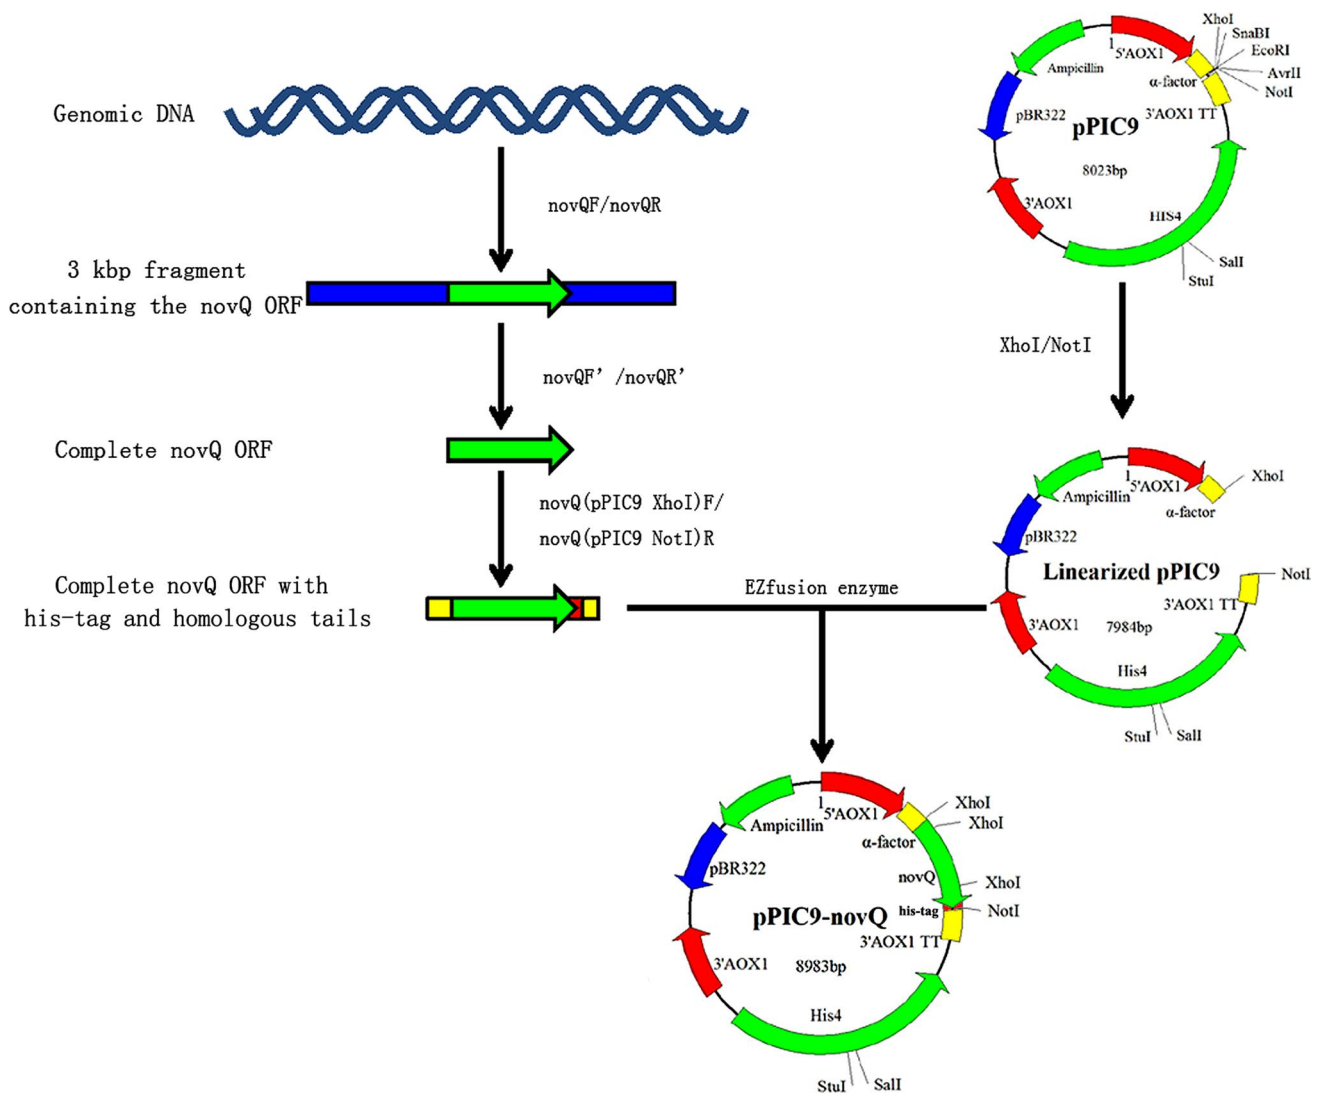 Genomic DNA
novQF/novQR
3 kbp fragment
containing the novQ ORF
novQF' /novQR'
Complete novQ ORF
novQ(pPIC9 XhoI)F/
novQ(pPIC9 NotI)R
Complete novQ ORF with
his-tag and homologous tails
EZfusion enzyme
XhoI
SnaBI
EcoRI
AvrII
NotI
1
5'AOX1
Ampicillin
α-factor
pBR322
3'AOX1 TT
pPIC9
8023bp
3'AOX1
HIS4
SalI
StuI
XhoI/NotI
1
5'AOX1
XhoI
Ampicillin
α-factor
pBR322
Linearized pPIC9
NotI
3'AOX1 TT
3'AOX1
7984bp
His4
StuI
SalI
1
5'AOX1
XhoI
XhoI
Ampicillin
α-factor
pBR322
novQ
XhoI
pPIC9-novQ
his-tag
NotI
3'AOX1 TT
3'AOX1
8983bp
His4
StuI
SalI